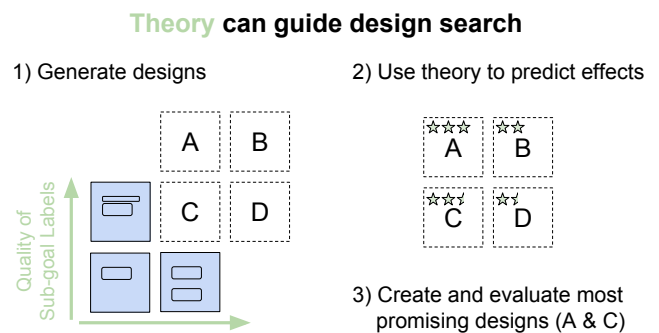 Theory can guide design search
1) Generate designs
2) Use theory to predict effects
A B
C D
Quality of
Sub-goal Labels
A B
C D
3) Create and evaluate most
promising designs (A & C)